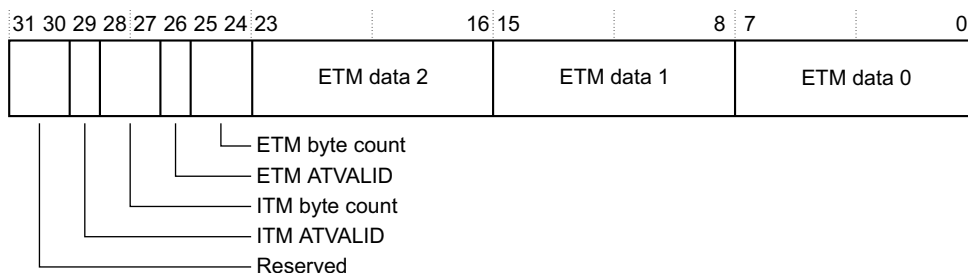 31 30 29 28 27 26 25 24 23 16 15 8 7 0
ETM data 2 ETM data 1 ETM data 0
ETM byte count
ETM ATVALID
ITM byte count
ITM ATVALID
Reserved